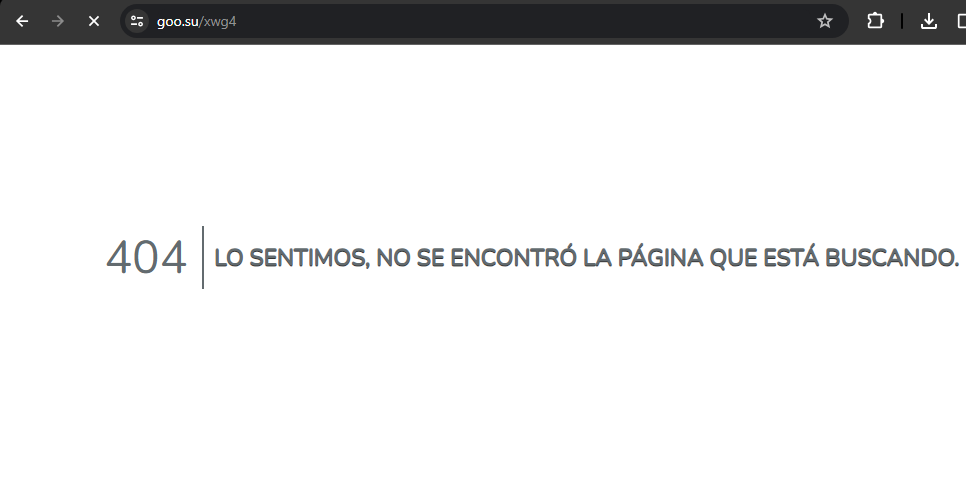 goo.su/xwg4
404
LO SENTIMOS, NO SE ENCONTRÓ LA PÁGINA QUE ESTÁ BUSCANDO.